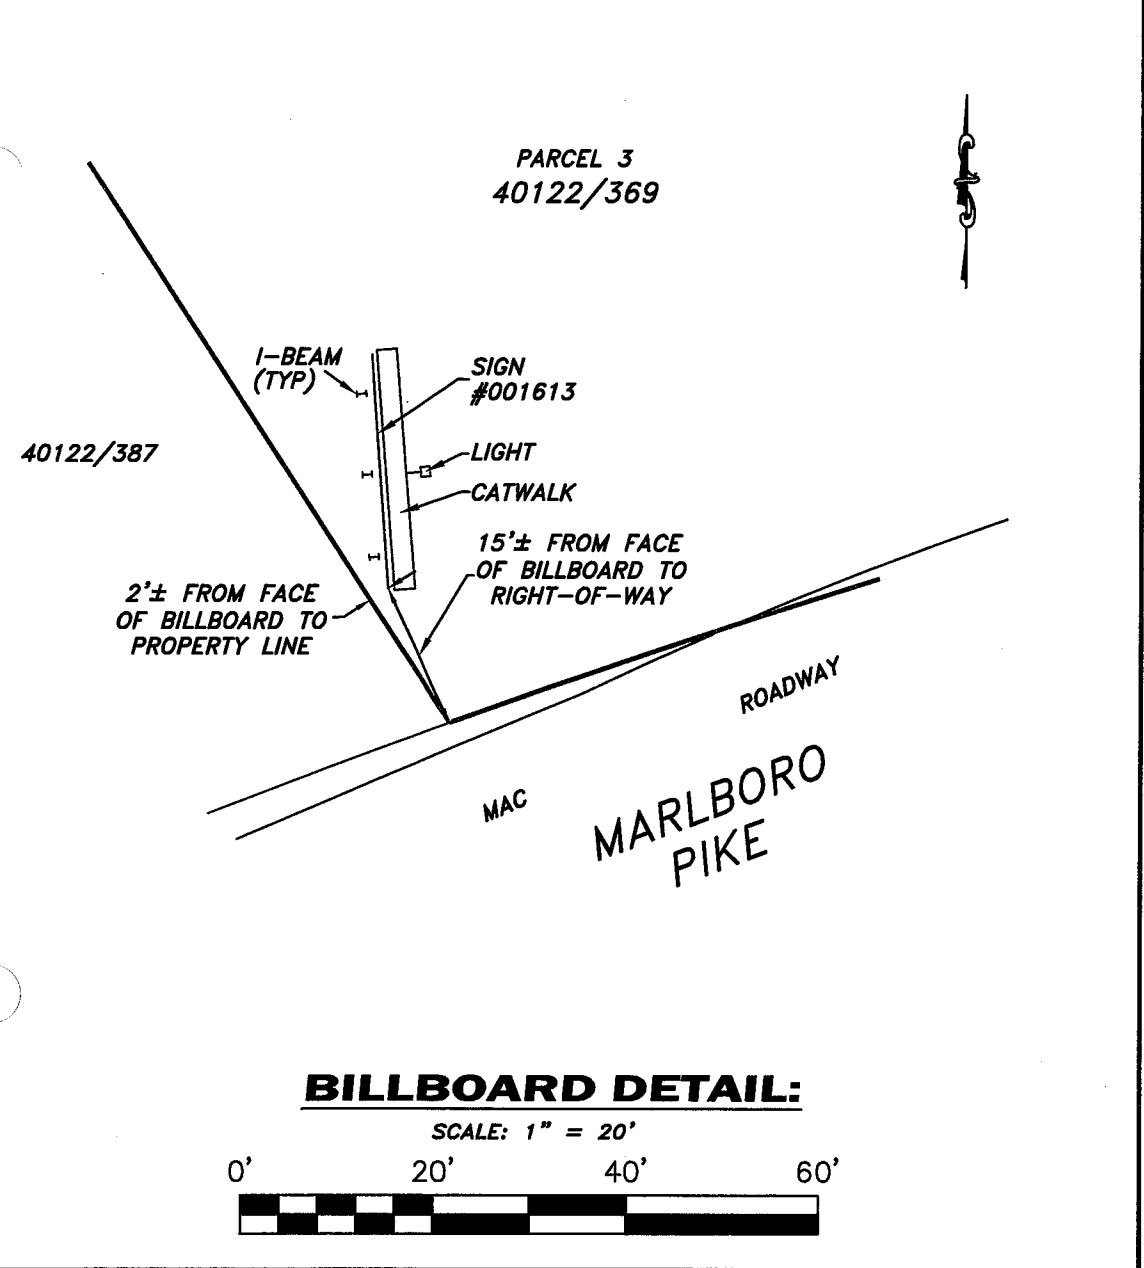 PARCEL 3
40122/369
I-BEAM
(TYP)
SIGN
#001613
40122/387
LIGHT
CATWALK
15'± FROM FACE
OF BILLBOARD TO
RIGHT-OF-WAY
2'± FROM FACE
OF BILLBOARD TO
PROPERTY LINE
ROADWAY
MAC
MARLBORO
PIKE
BILLBOARD DETAIL:
SCALE: 1" = 20'
0' 20' 40' 60'